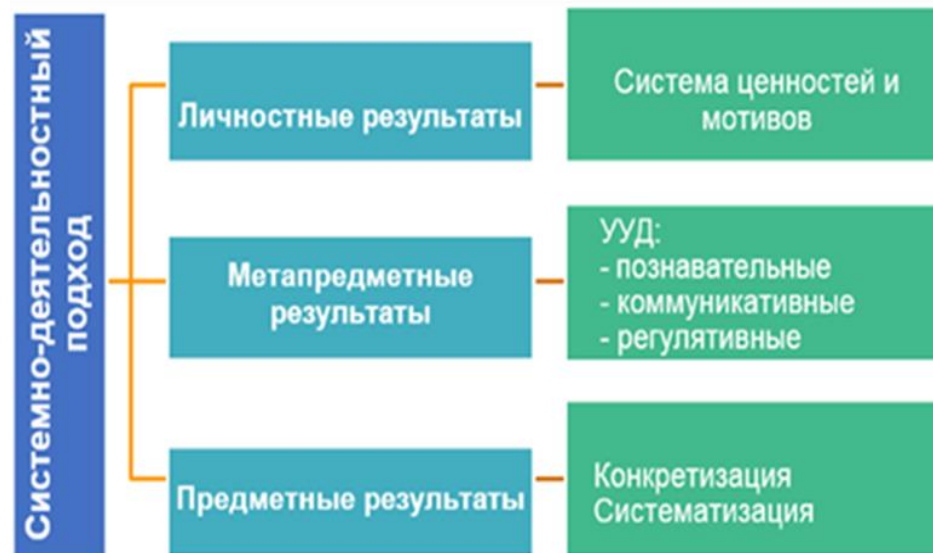 Системно-деятельностный
подход
Личностные результаты
Система ценностей и
мотивов
Метапредметные
результаты
УУД:
- познавательные
- коммуникативные
- регулятивные
Предметные результаты
Конкретизация
Систематизация